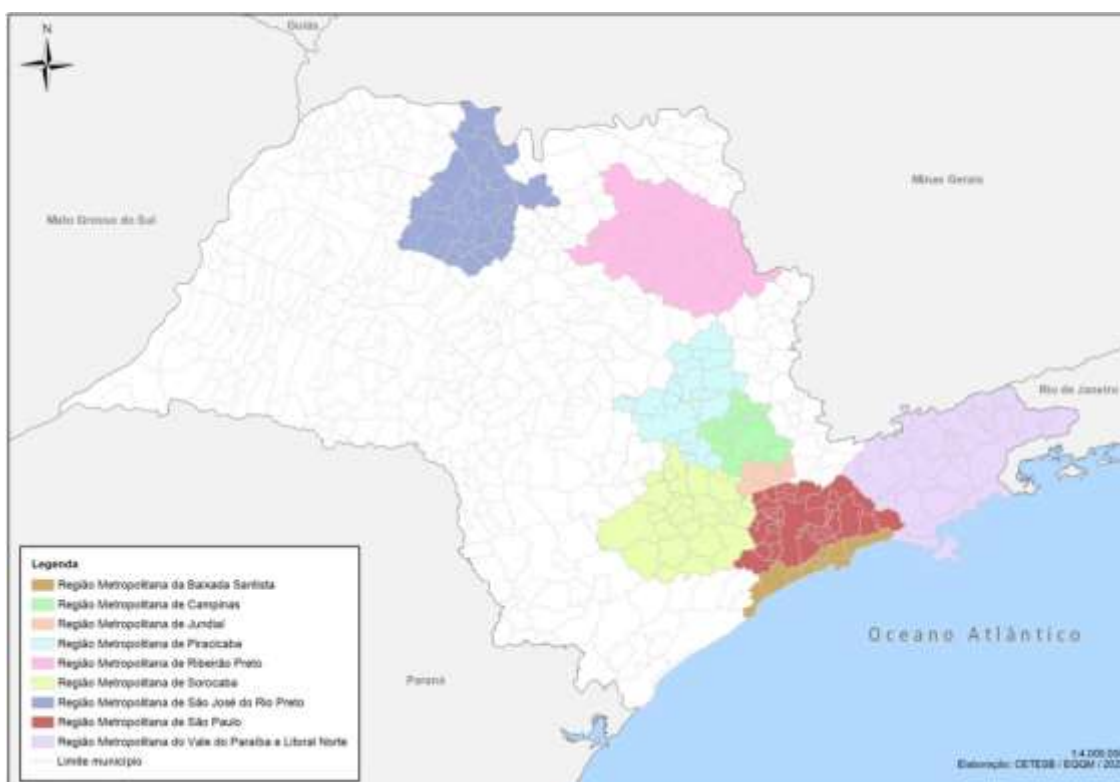 Goiás
N
Minas Gerais
Mato Grosso do Sul
Rio de Janeiro
Legenda
Região Metropolitana da Baixada Santista
Região Metropolitana de Campinas
Região Metropolitana de Jundiaí
Região Metropolitana de Piracicaba
Região Metropolitana de Ribeirão Preto
Região Metropolitana de Sorocaba
Região Metropolitana de São José do Rio Preto
Região Metropolitana de São Paulo
Região Metropolitana do Vale do Paraíba e Litoral Norte
Limite município
Oceano Atlântico
Paraná
Elaboração: CETESB / EQQM /